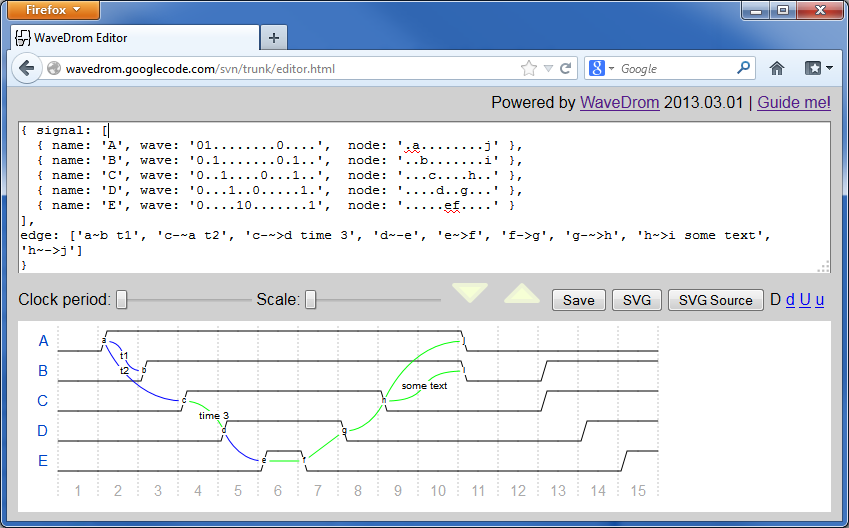 Firefox
WaveDrom Editor
wavedrom.googlecode.com/svn/trunk/editor.html
Google
Powered by WaveDrom 2013.03.01 | Guide me!
{ signal: [
{ name: 'A', wave: '01........0....',  node: '.a........j' },
{ name: 'B', wave: '0.1.......0.1..',  node: '..b.......i' },
{ name: 'C', wave: '0..1....0...1..',  node: '...c....h..' },
{ name: 'D', wave: '0...1..0.....1.',  node: '....d..g...' },
{ name: 'E', wave: '0....10.......1',  node: '.....ef....' }
],
edge: ['a~b t1', 'c-~a t2', 'c-~>d time 3', 'd~-e', 'e~>f', 'f->g', 'g-~>h', 'h~>i some text',
'h~->j']
}
Clock period:
Scale:
Save
SVG
SVG Source
D d U u
A
a
j
t1
B
t2
b
i
some text
C
c
h
time 3
D
d
g
E
e
f
1 2 3 4 5 6 7 8 9 10 11 12 13 14 15